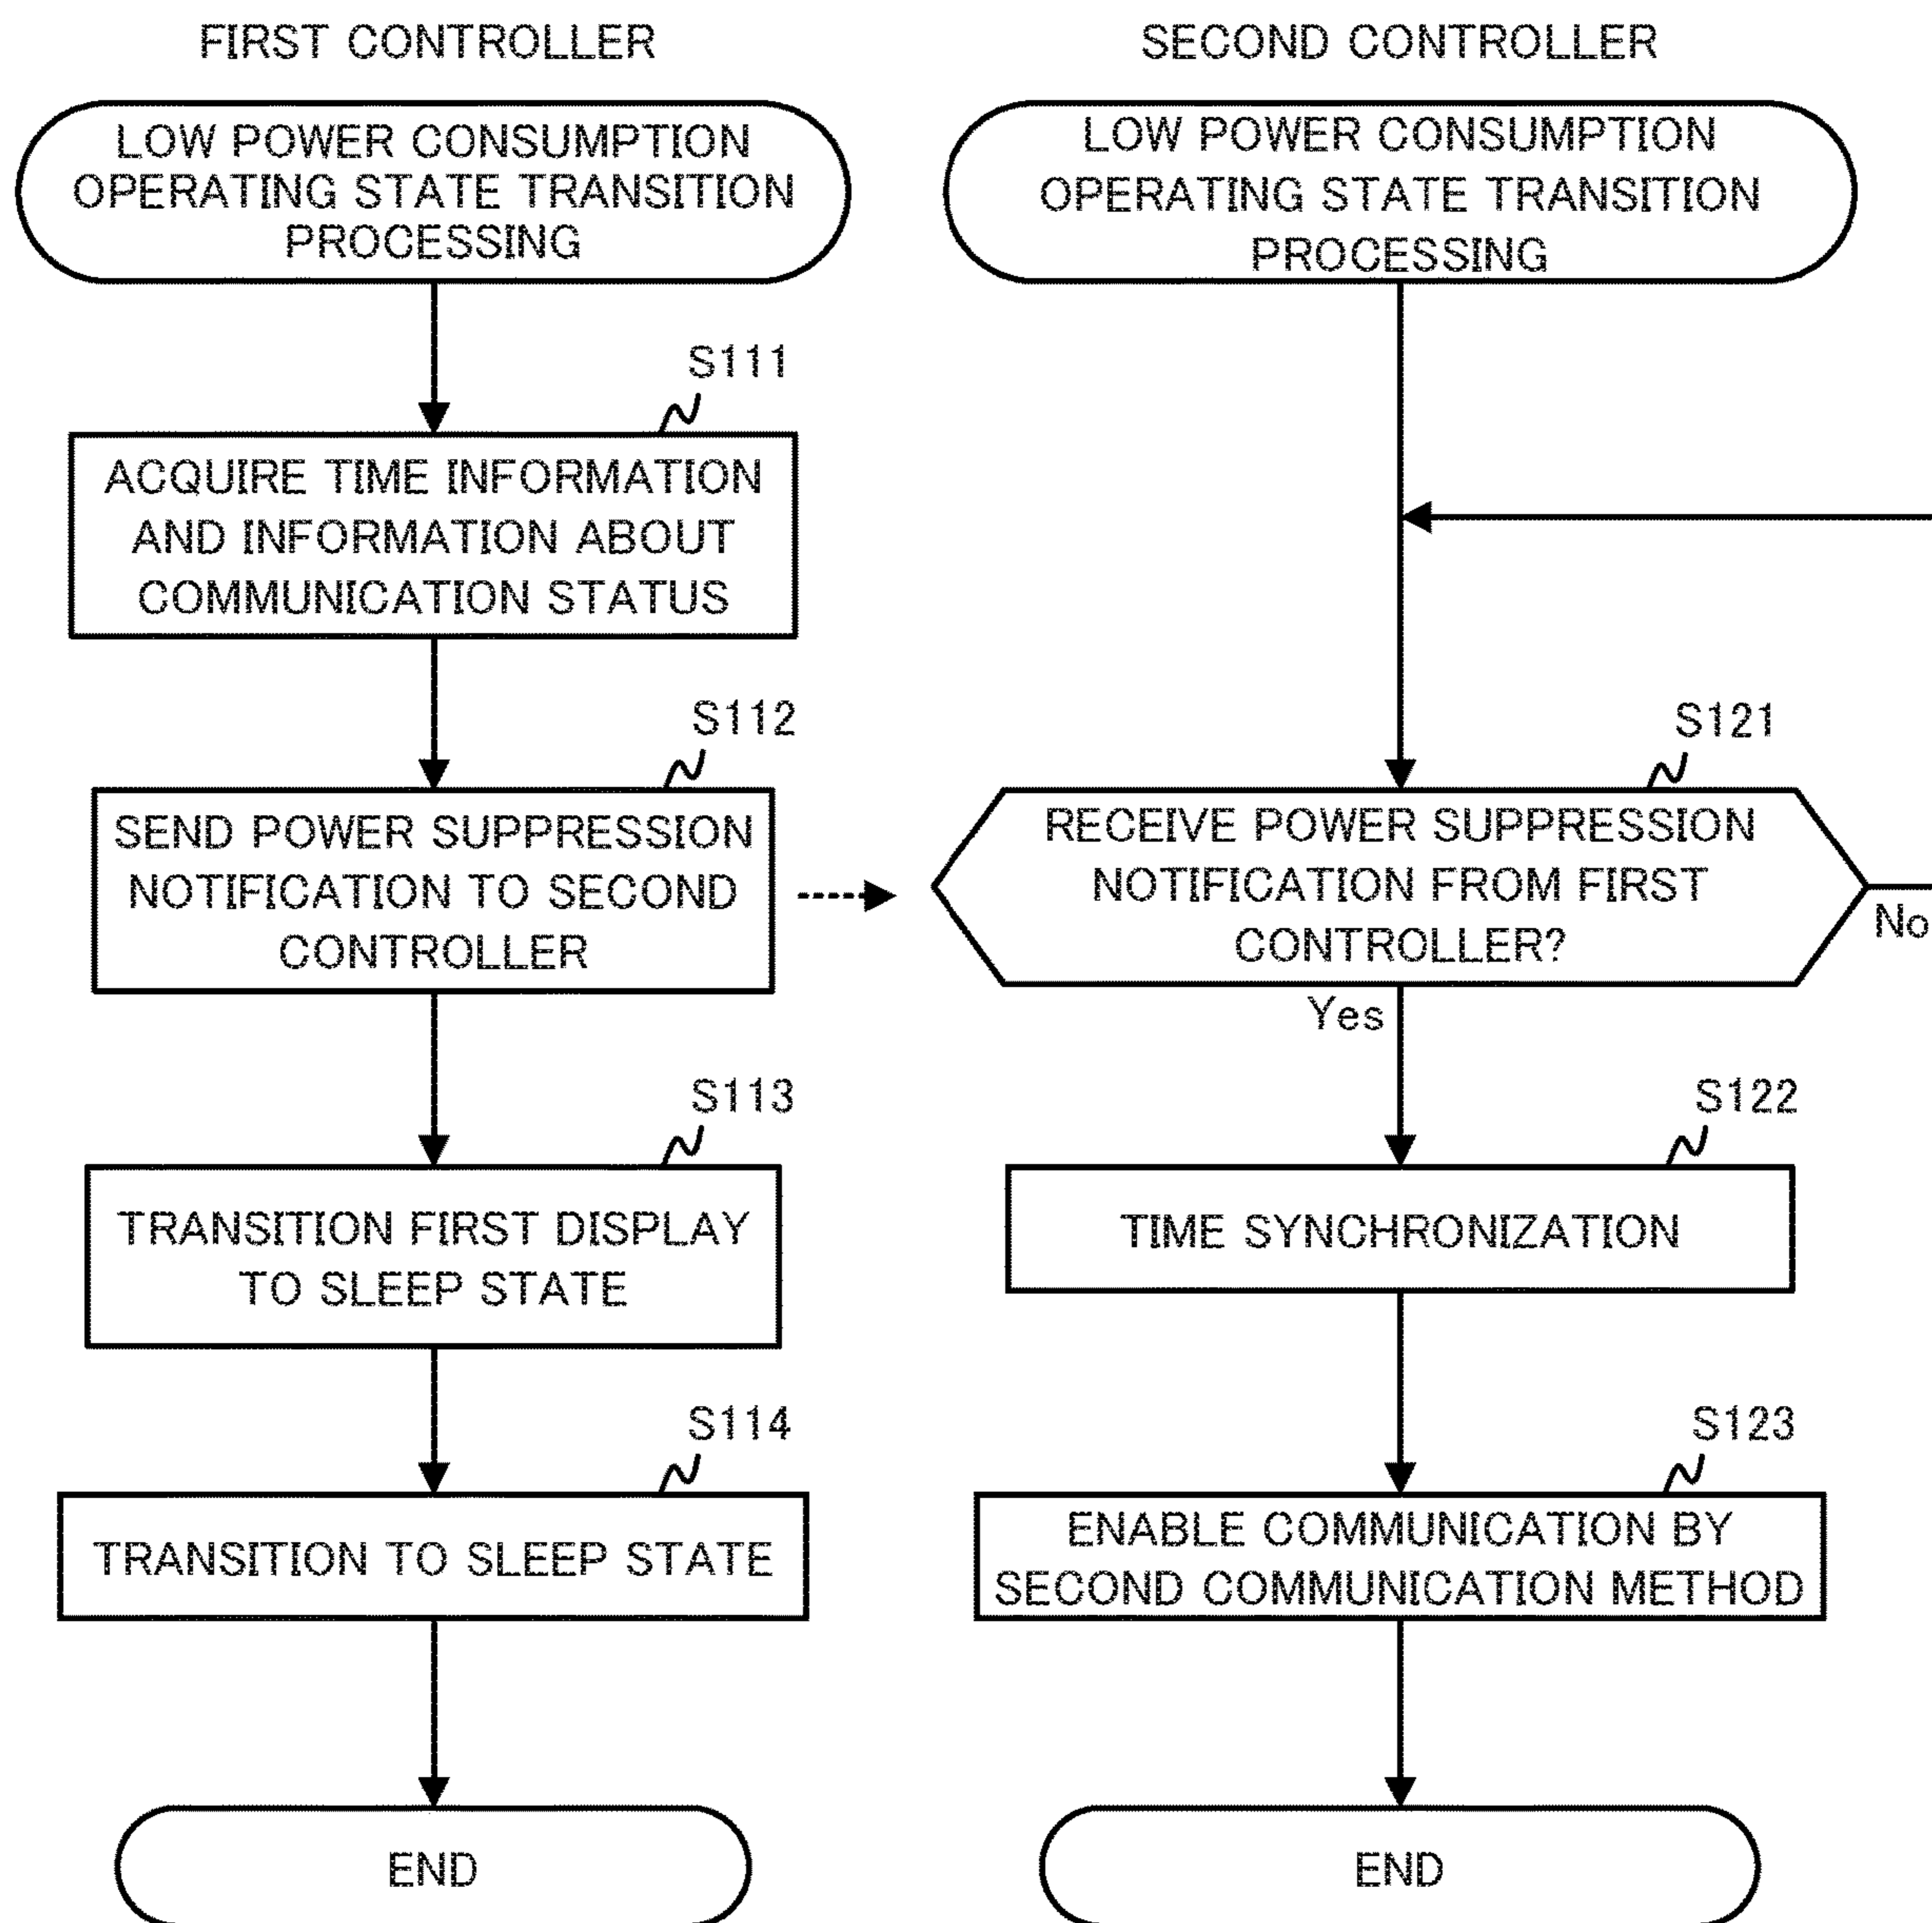 FIRST CONTROLLER
LOW POWER CONSUMPTION
OPERATING STATE TRANSITION
PROCESSING
S111
ACQUIRE TIME INFORMATION
AND INFORMATION ABOUT
COMMUNICATION STATUS
S112
SEND POWER SUPPRESSION
NOTIFICATION TO SECOND
CONTROLLER
S113
TRANSITION FIRST DISPLAY
TO SLEEP STATE
S114
TRANSITION TO SLEEP STATE
END
SECOND CONTROLLER
LOW POWER CONSUMPTION
OPERATING STATE TRANSITION
PROCESSING
S121
RECEIVE POWER SUPPRESSION
NOTIFICATION FROM FIRST
CONTROLLER?
No
Yes
S122
TIME SYNCHRONIZATION
S123
ENABLE COMMUNICATION BY
SECOND COMMUNICATION METHOD
END